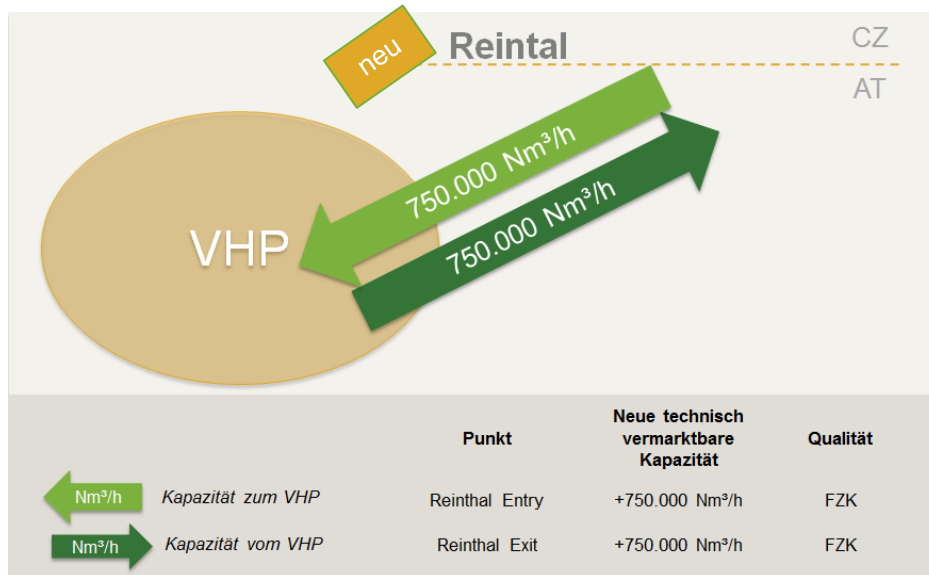 neu
Reintal
CZ
AT
750.000 Nm³/h
750.000 Nm³/h
VHP
Punkt
Neue technisch
vermarktbare
Kapazität
Qualität
Nm³/h Kapazität zum VHP Reinthal Entry +750.000 Nm³/h FZK
Nm³/h Kapazität vom VHP Reinthal Exit +750.000 Nm³/h FZK